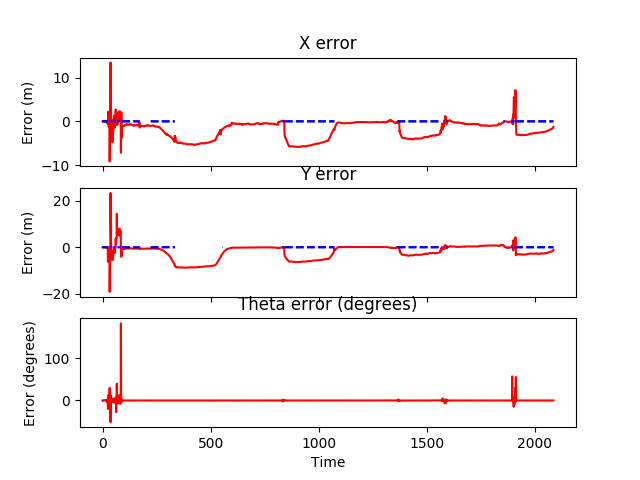 X error
Error (m)
10
0
−10
Y error
Error (m)
20
0
−20
Theta error (degrees)
Error (degrees)
100
0
0 500 1000 1500 2000
Time